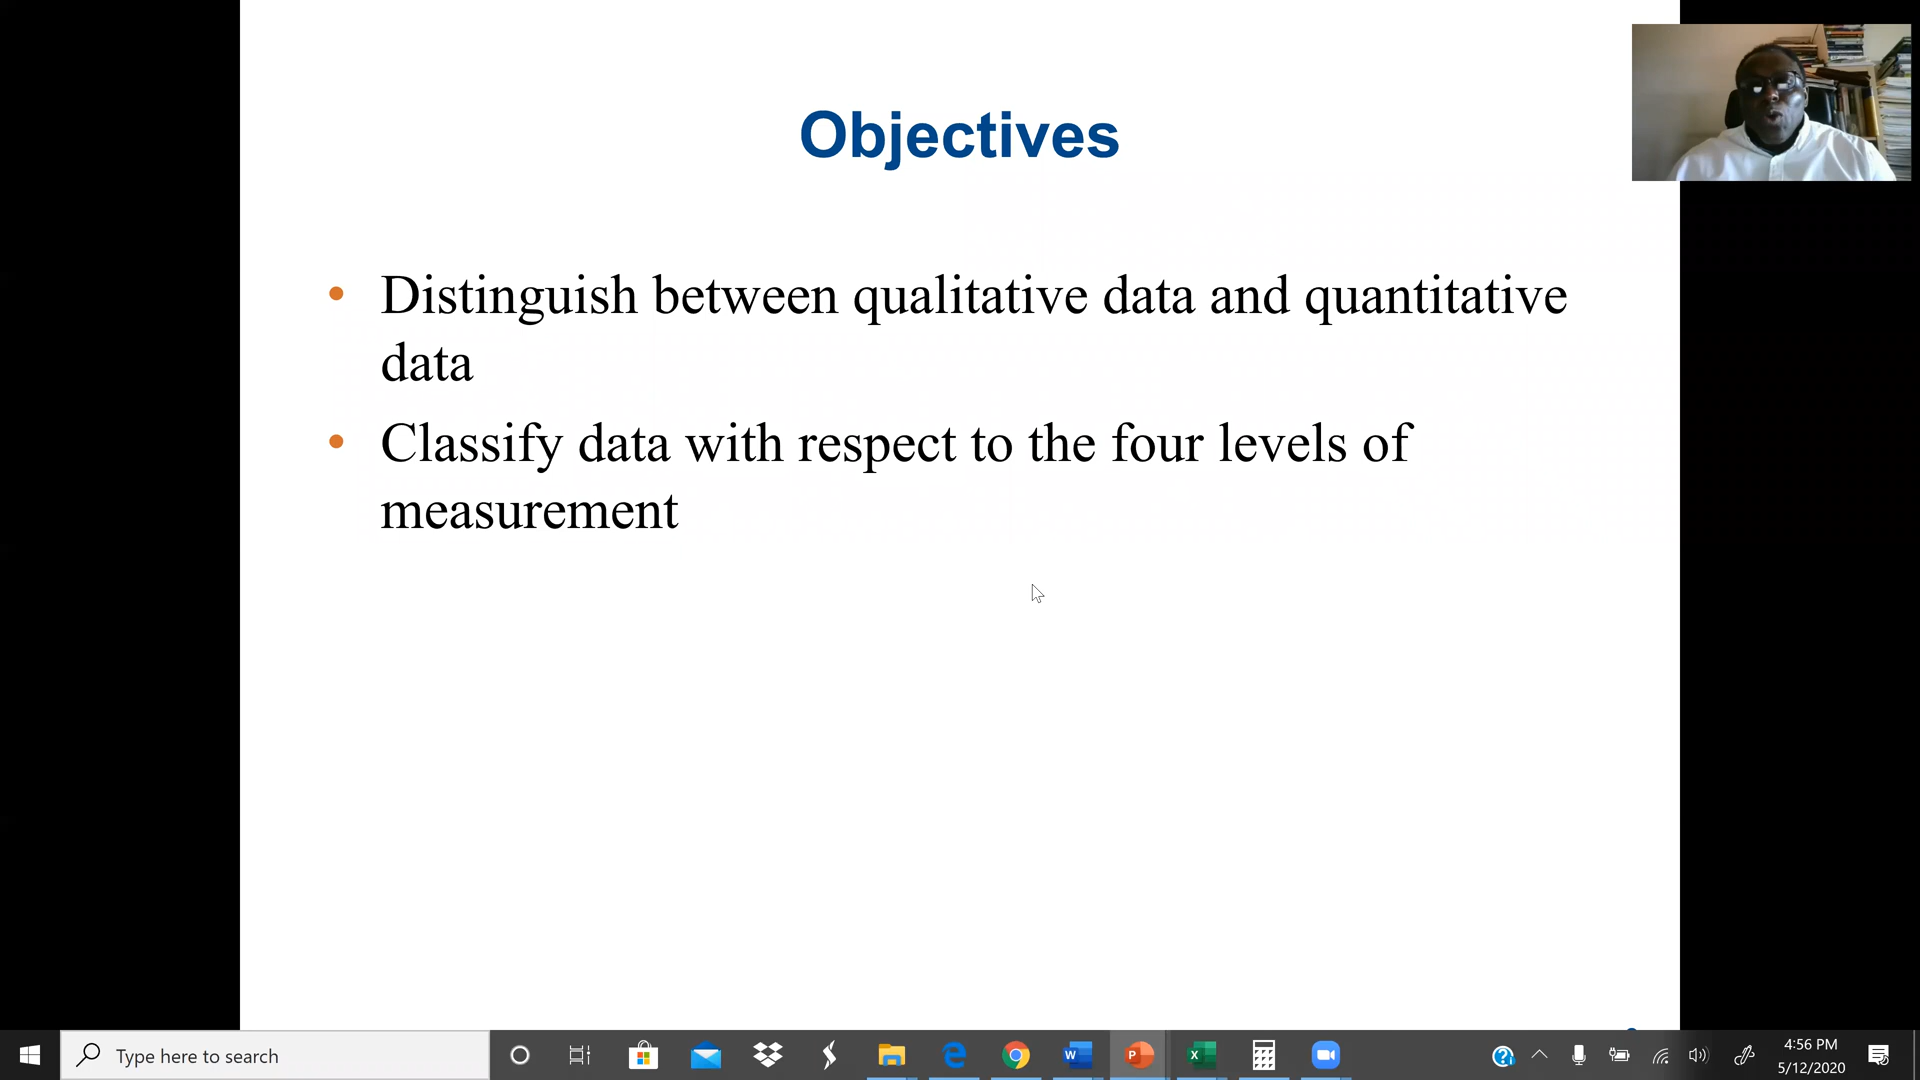 Objectives
• Distinguish between qualitative data and quantitative
data
• Classify data with respect to the four levels of
measurement
Type here to search
4:56 PM
5/12/2020